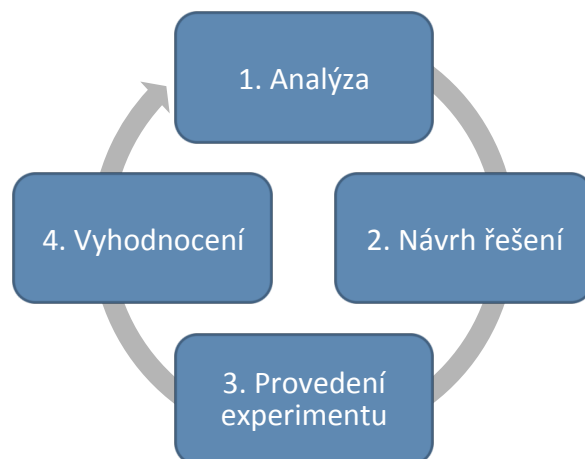 1. Analýza
2. Návrh řešení
3. Provedení
experimentu
4. Vyhodnocení